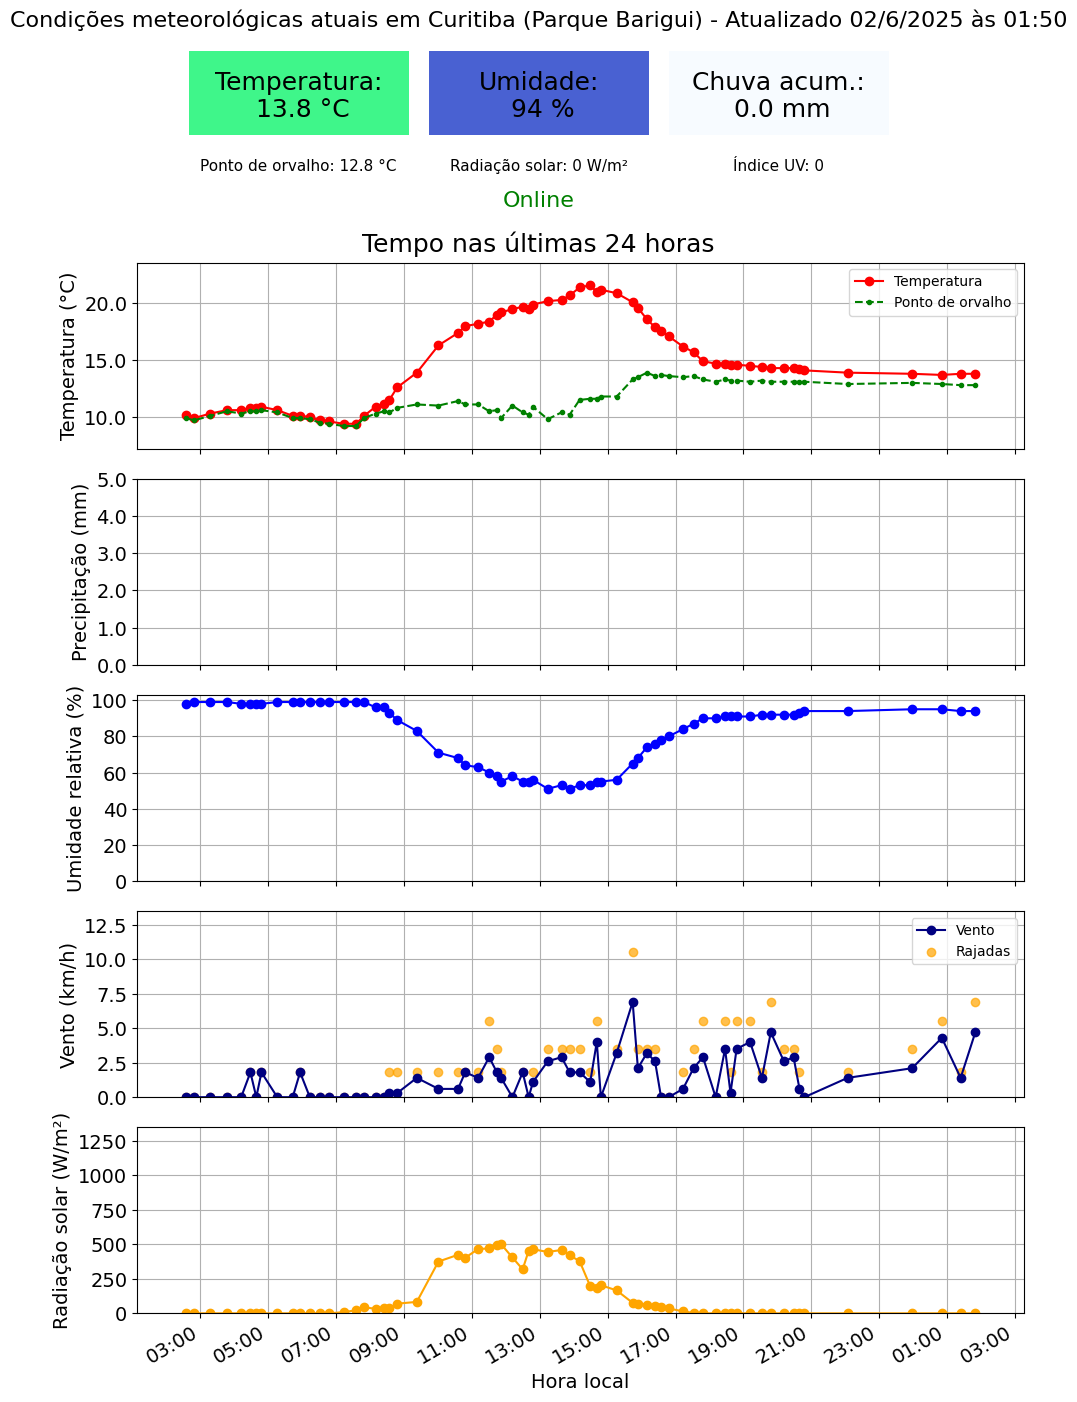 Condições meteorológicas atuais em Curitiba (Parque Barigui) - Atualizado 02/6/2025 às 01:50
Temperatura:
13.8 °C
Umidade:
94 %
Chuva acum.:
0.0 mm
Ponto de orvalho: 12.8 °C
Radiação solar: 0 W/m²
Índice UV: 0
Online
Tempo nas últimas 24 horas
Temperatura (°C)
20.0
15.0
10.0
Temperatura
Ponto de orvalho
Precipitação (mm)
5.0
4.0
3.0
2.0
1.0
0.0
Umidade relativa (%)
100
80
60
40
20
0
Vento (km/h)
12.5
10.0
7.5
5.0
2.5
0.0
Vento
Rajadas
Radiação solar (W/m²)
1250
1000
750
500
250
0
03:00
05:00
07:00
09:00
11:00
13:00
15:00
17:00
19:00
21:00
23:00
01:00
03:00
Hora local